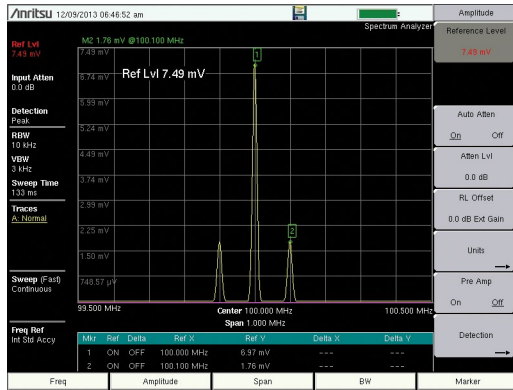 Anritsu 12/09/2013 06:46:52 am
Spectrum Analyzer
M2 1.76 mV @100.100 MHz
Ref Lvl
7.49 mV
Input Atten
0.0 dB
Detection
Peak
RBW
10 kHz
VBW
3 kHz
Sweep Time
133 ms
Traces
A: Normal
Sweep (Fast)
Continuous
Freq Ref
Int Std Accy
7.49 mV
6.74 mV
5.99 mV
5.24 mV
4.49 mV
3.74 mV
2.99 mV
2.25 mV
1.50 mV
748.57 µV
Ref Lvl 7.49 mV
1
2
99.500 MHz Center 100.000 MHz 100.500 MHz
Span 1.000 MHz
Mkr Ref Delta Ref X Ref Y Delta X Delta Y
1 ON OFF 100.000 MHz 6.97 mV --- ---
2 ON OFF 100.100 MHz 1.76 mV --- ---
Amplitude
Reference Level
7.49 mV
Auto Atten
On Off
Atten Lvl
0.0 dB
RL Offset
0.0 dB Ext Gain
Units
Pre Amp
On Off
Detection
Freq Amplitude Span BW Marker